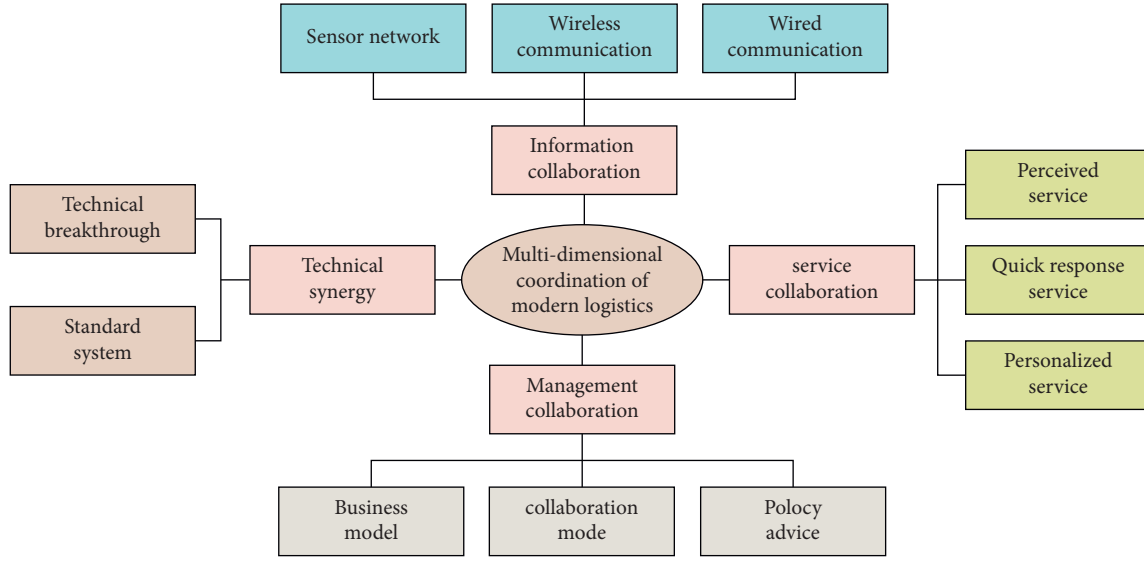 Sensor network
Wireless
communication
Wired
communication
Information
collaboration
Technical
breakthrough
Standard
system
Technical
synergy
Multi-dimensional
coordination of
modern logistics
service
collaboration
Perceived
service
Quick response
service
Personalized
service
Management
collaboration
Business
model
collaboration
mode
Polocy
advice